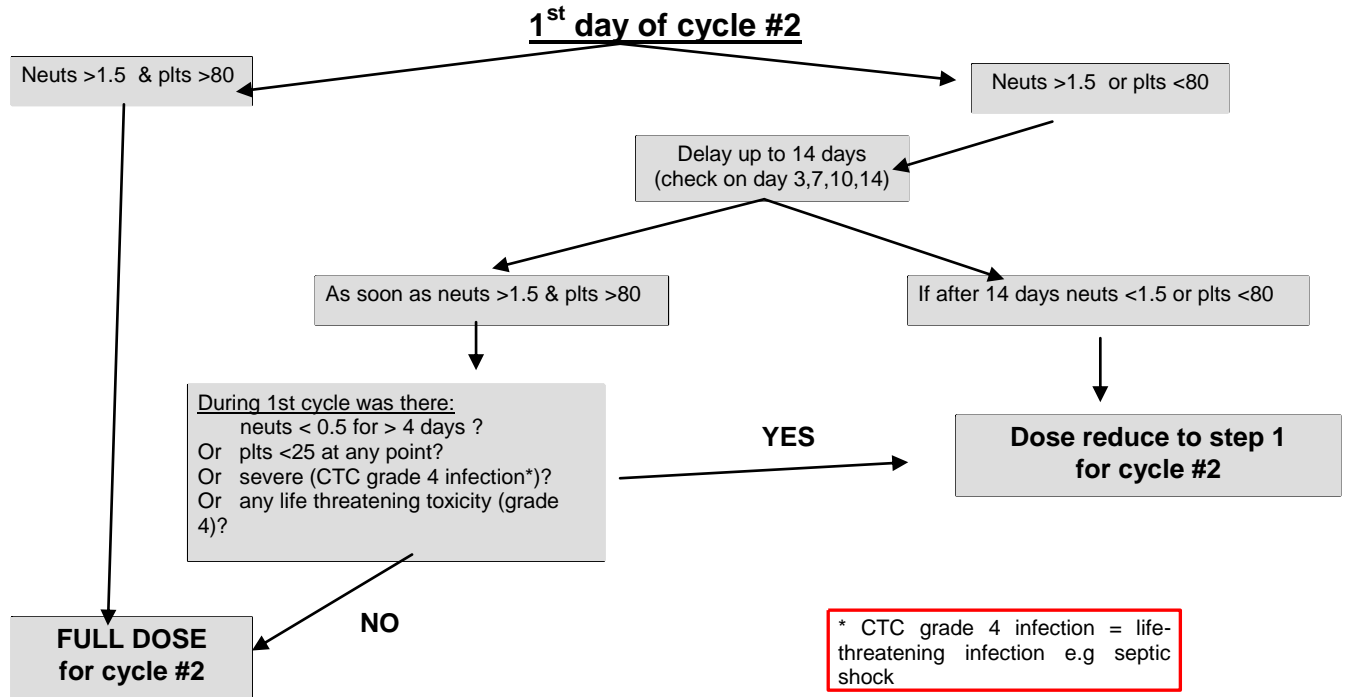 1st day of cycle #2
Neuts >1.5 & plts >80
Neuts >1.5 or plts <80
Delay up to 14 days
(check on day 3,7,10,14)
As soon as neuts >1.5 & plts >80
If after 14 days neuts <1.5 or plts <80
During 1st cycle was there:
neuts < 0.5 for > 4 days ?
Or plts <25 at any point?
Or severe (CTC grade 4 infection*)?
Or any life threatening toxicity (grade
4)?
YES
Dose reduce to step 1
for cycle #2
NO
FULL DOSE
for cycle #2
* CTC grade 4 infection = life-
threatening infection e.g septic
shock